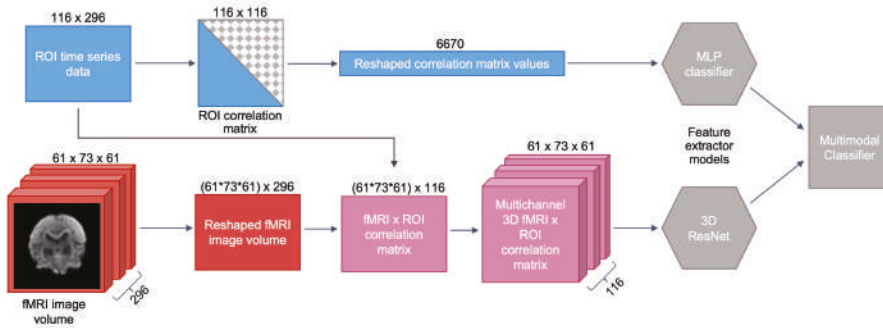 116 x 296
ROI time series
data
116 x 116
ROI correlation
matrix
6670
Reshaped correlation matrix values
MLP
classifier
Feature
extractor
models
Multimodal
Classifier
61 x 73 x 61
296
fMRI image
volume
(61*73*61) x 296
Reshaped fMRI
image volume
(61*73*61) x 116
fMRI x ROI
correlation
matrix
61 x 73 x 61
Multichannel
3D fMRI x
ROI
correlation
matrix
116
3D
ResNet